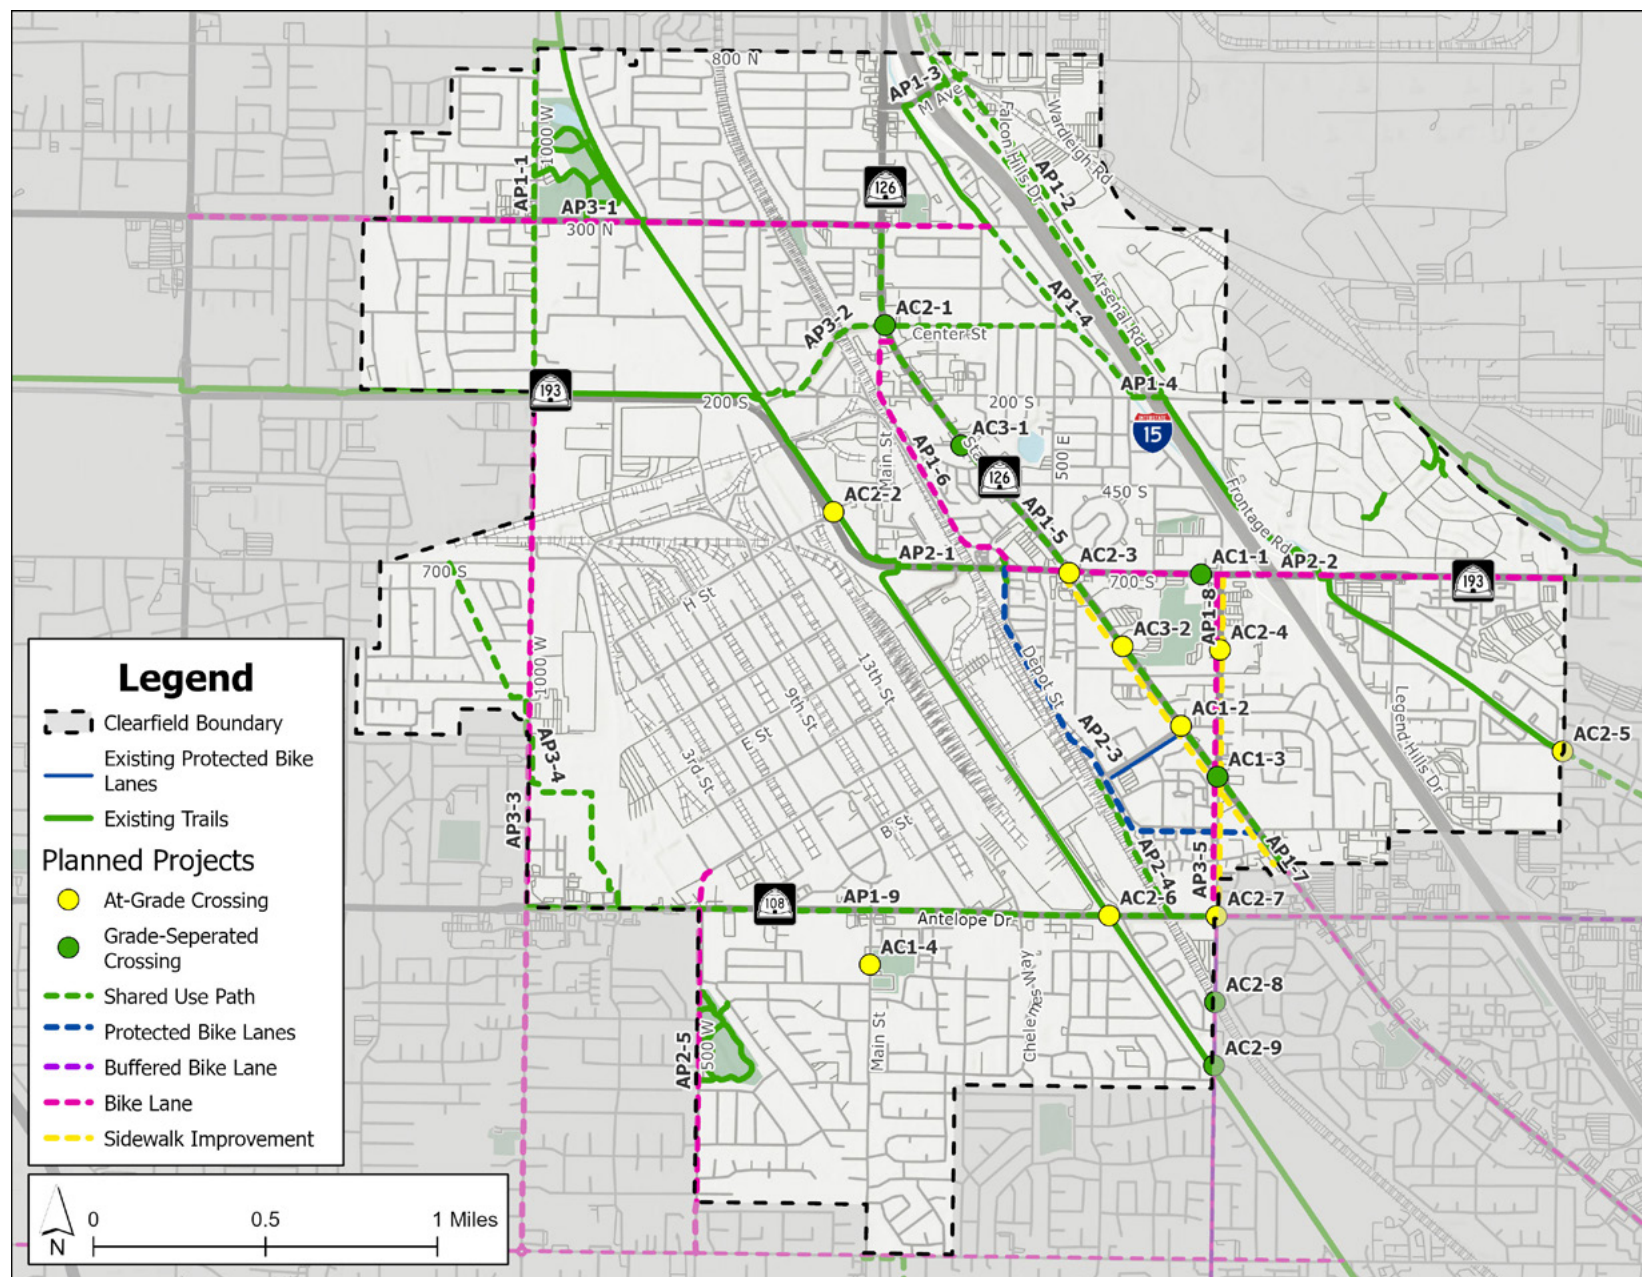 800 N
AP1-3
M Ave
Falcon Hills Dr
Wardleigh Rd
1000 W
AP1-1
AP1-2
126
AP3-1
300 N
AP1-4
Arsenal Rd
AC2-1
AP3-2
Center St
193
AP1-4
200 S
200 S
15
AC3-1
Main St
AP1-6
126
500 E
450 S
Frontage Rd
AC2-2
AP1-5
AP2-1
AC2-3
AC1-1
AP2-2
700 S
700 S
193
H St
AP1-8
AC3-2
AC2-4
Depot St
1000 W
13th St
9th St
E St
3rd St
AP2-3
AC1-2
Legend Hills Dr
AC2-5
AP3-4
AC1-3
AP3-3
B St
AP2-4
AP3-5
AP1-7
108
AP1-9
Antelope Dr
AC2-6
AC2-7
AC1-4
Main St
AC2-8
AP2-5
500 W
AC2-9
Legend
Clearfield Boundary
Existing Protected Bike
Lanes
Existing Trails
Planned Projects
At-Grade Crossing
Grade-Seperated
Crossing
Shared Use Path
Protected Bike Lanes
Buffered Bike Lane
Bike Lane
Sidewalk Improvement
N
0
0.5
1 Miles